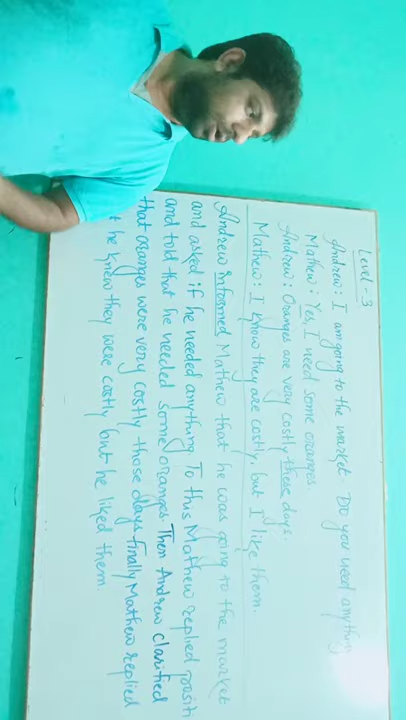 Level-3
Andrew: I am going to the market. Do you need anything
Mathew: Yes, I need some oranges.
Andrew: Oranges are very costly these days.
Mathew: I know they are costly, but I like them.
Andrew informed Mathew that he was going to the market
and asked if he needed anything. To this Mathew replied positi
and told that he needed some oranges. Then Andrew clarified
that oranges were very costly those days. finally Mathew replied
t he knew they were costly but he liked them.